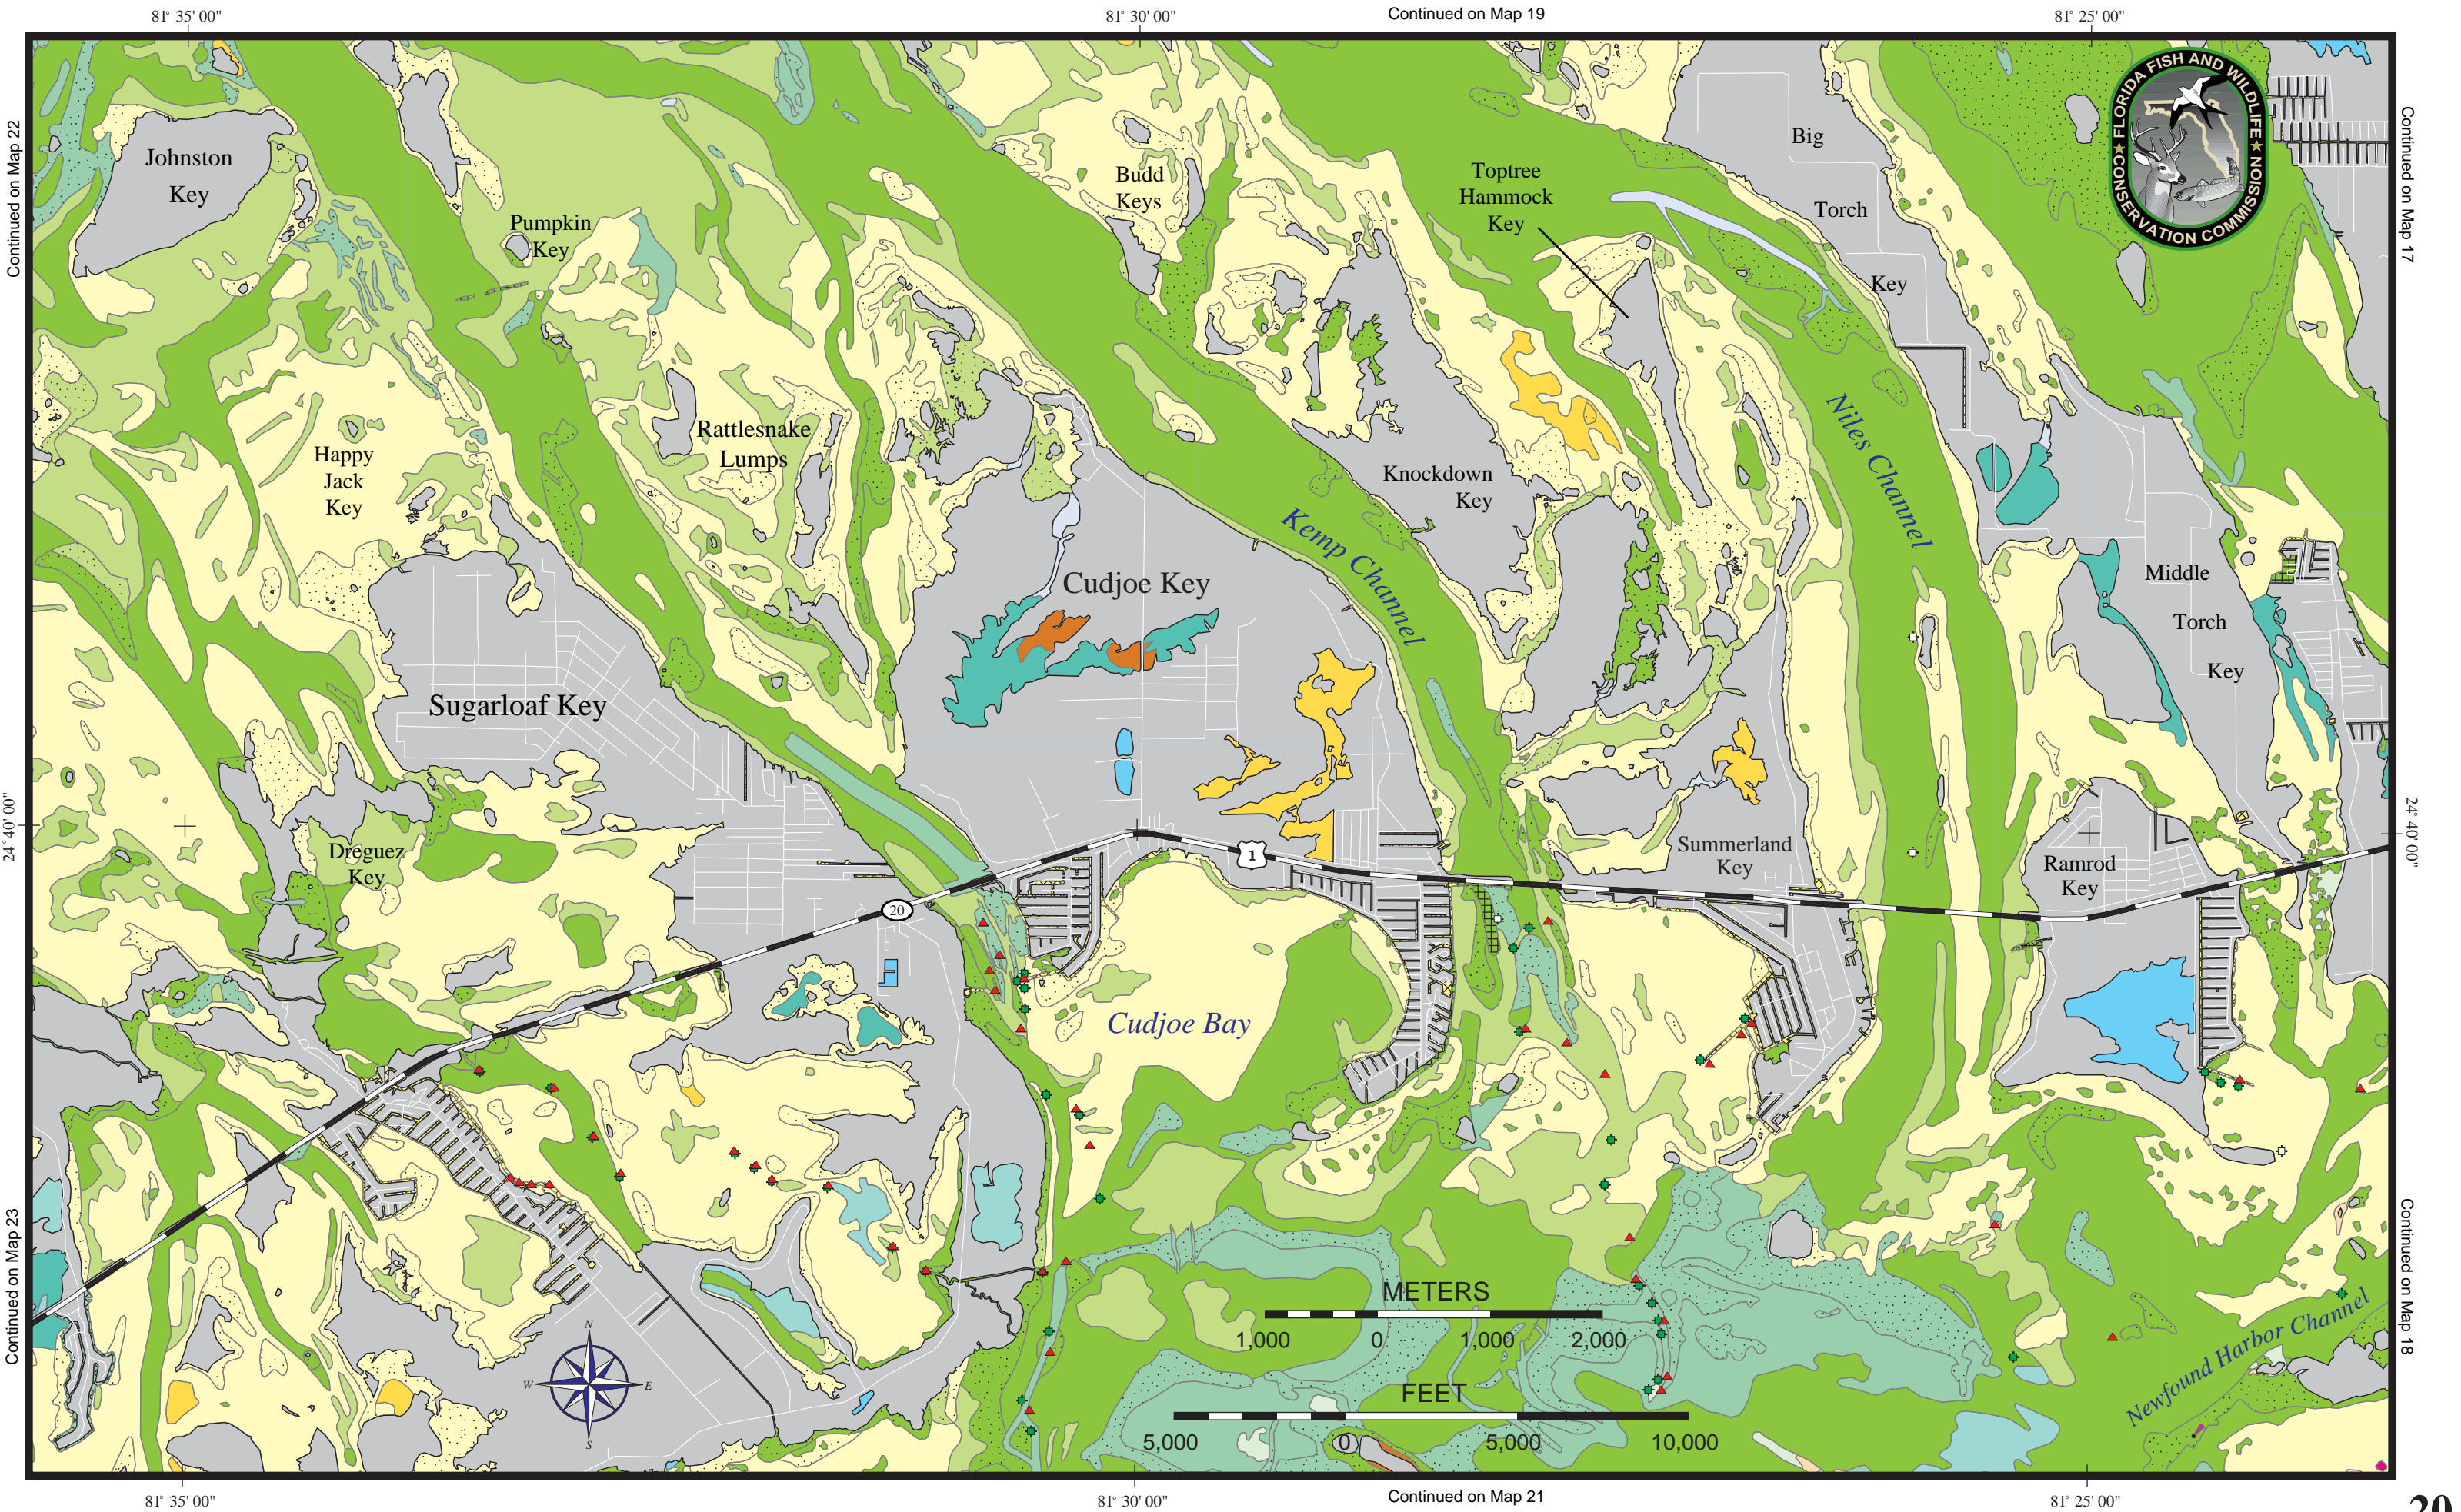 81° 35' 00"
81° 30' 00"
Continued on Map 19
81° 25' 00"
Continued on Map 22
Continued on Map 17
FLORIDA FISH AND WILDLIFE
CONSERVATION COMMISSION
Johnston
Key
Pumpkin
Key
Budd
Keys
Toptree
Hammock
Key
Big
Torch
Key
Happy
Jack
Key
Rattlesnake
Lumps
Knockdown
Key
Niles Channel
Kemp Channel
Cudjoe Key
Middle
Torch
Key
Sugarloaf Key
24° 40' 00"
24° 40' 00"
Dreguez
Key
1
Summerland
Key
Ramrod
Key
20
Cudjoe Bay
Continued on Map 23
Continued on Map 18
METERS
1,000 0 1,000 2,000
FEET
5,000 0 5,000 10,000
N
W E
S
Newfound Harbor Channel
81° 35' 00"
81° 30' 00"
Continued on Map 21
81° 25' 00"